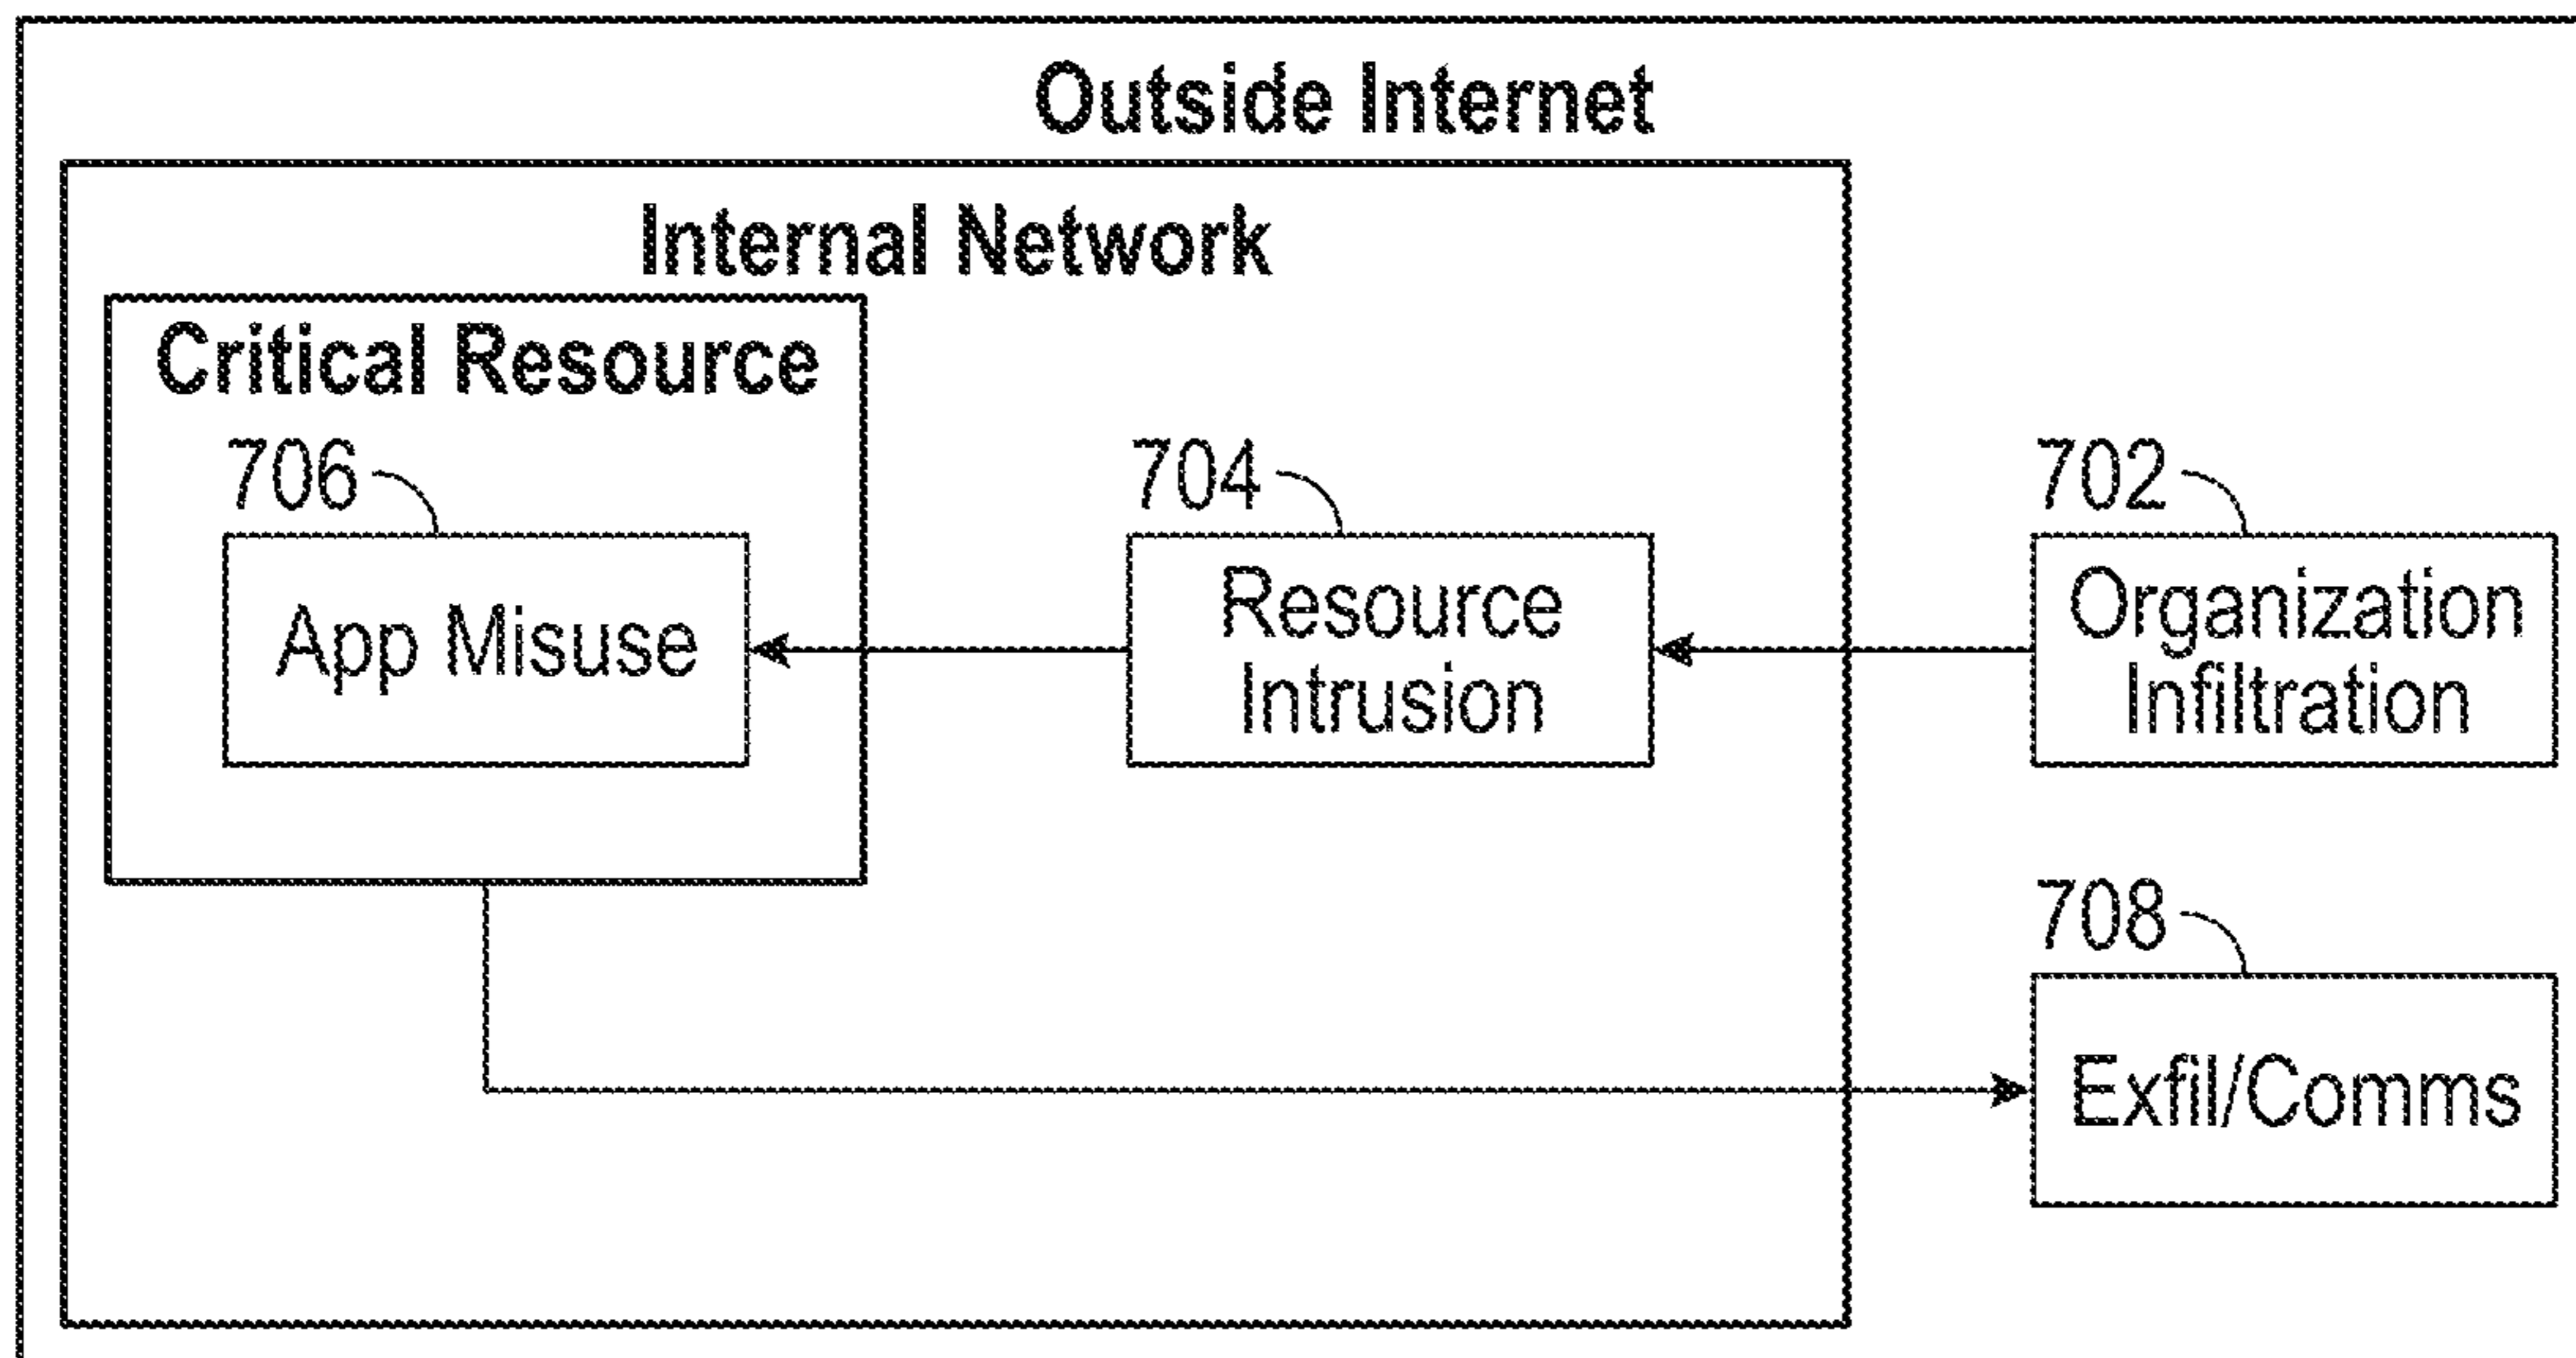 Outside Internet
Internal Network
Critical Resource
706
704
702
App Misuse
Resource
Intrusion
Organization
Infiltration
708
Exfil/Comms